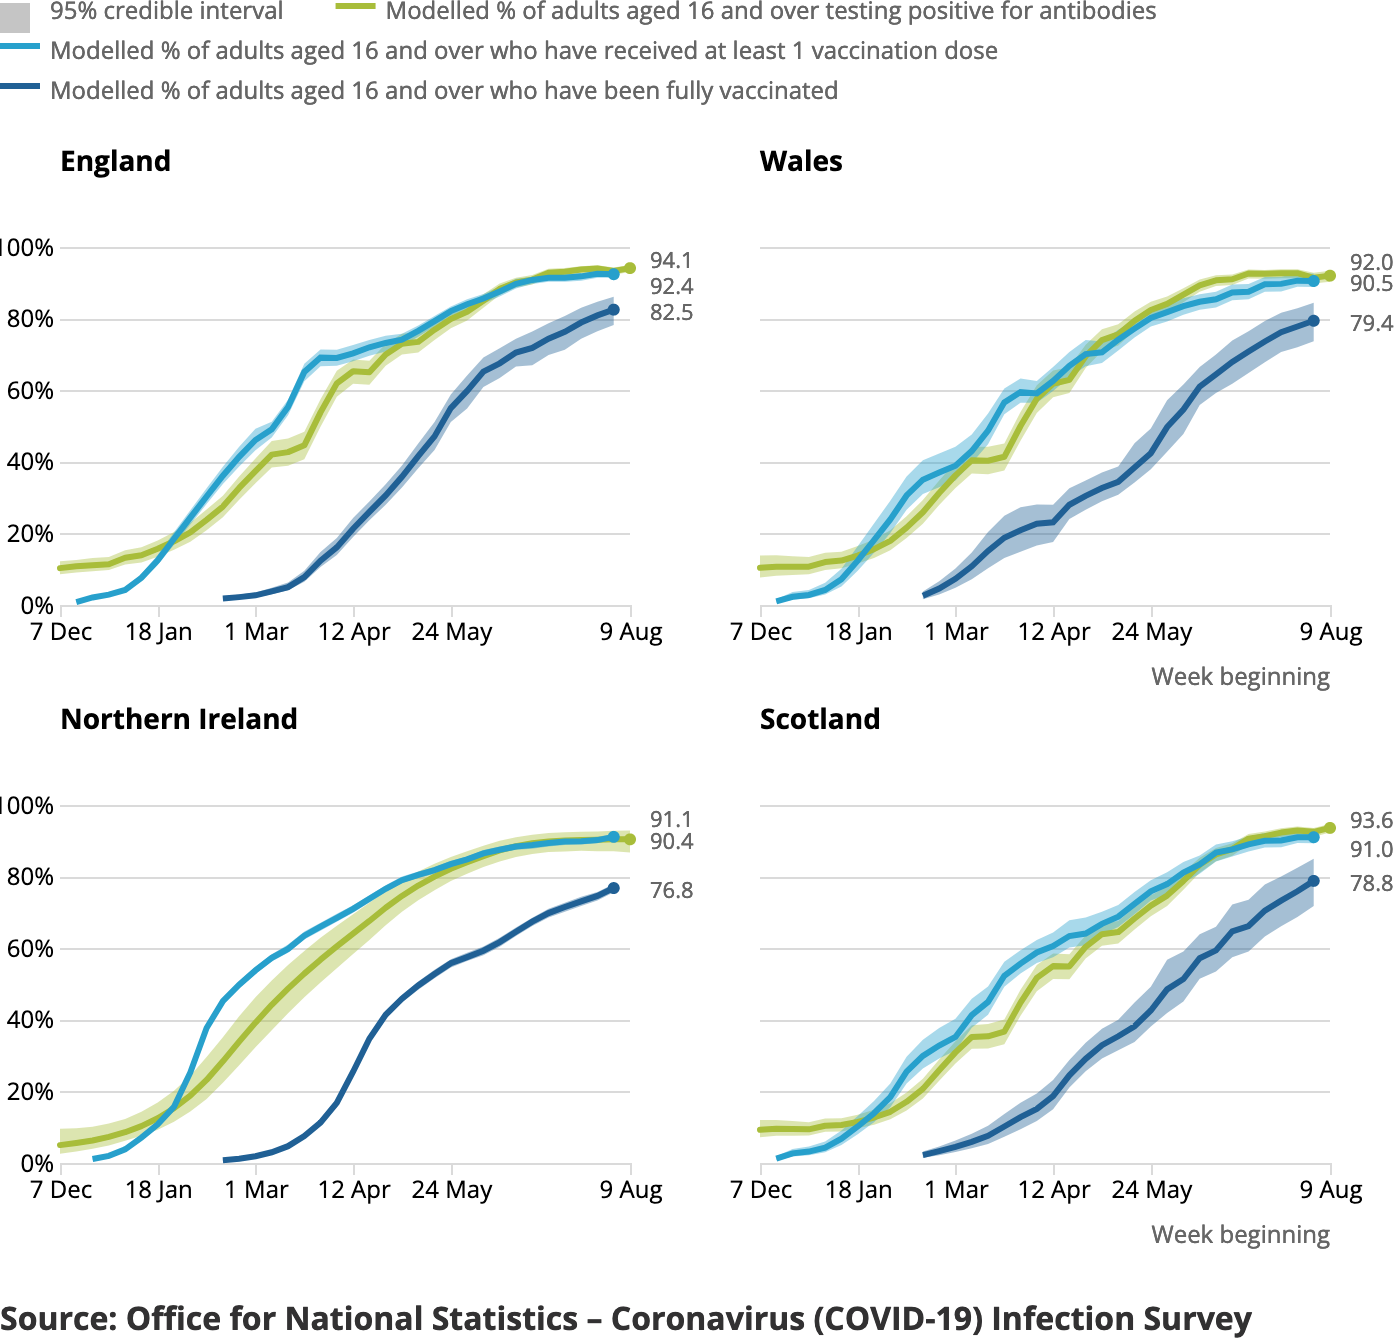 95% credible interval
Modelled % of adults aged 16 and over testing positive for antibodies
Modelled % of adults aged 16 and over who have received at least 1 vaccination dose
Modelled % of adults aged 16 and over who have been fully vaccinated
England
100%
80%
60%
40%
20%
0%
7 Dec
18 Jan
1 Mar
12 Apr
24 May
9 Aug
94.1
92.4
82.5
Wales
92.0
90.5
79.4
7 Dec
18 Jan
1 Mar
12 Apr
24 May
9 Aug
Week beginning
Northern Ireland
100%
80%
60%
40%
20%
0%
7 Dec
18 Jan
1 Mar
12 Apr
24 May
9 Aug
91.1
90.4
76.8
Scotland
93.6
91.0
78.8
7 Dec
18 Jan
1 Mar
12 Apr
24 May
9 Aug
Week beginning
Source: Office for National Statistics – Coronavirus (COVID-19) Infection Survey